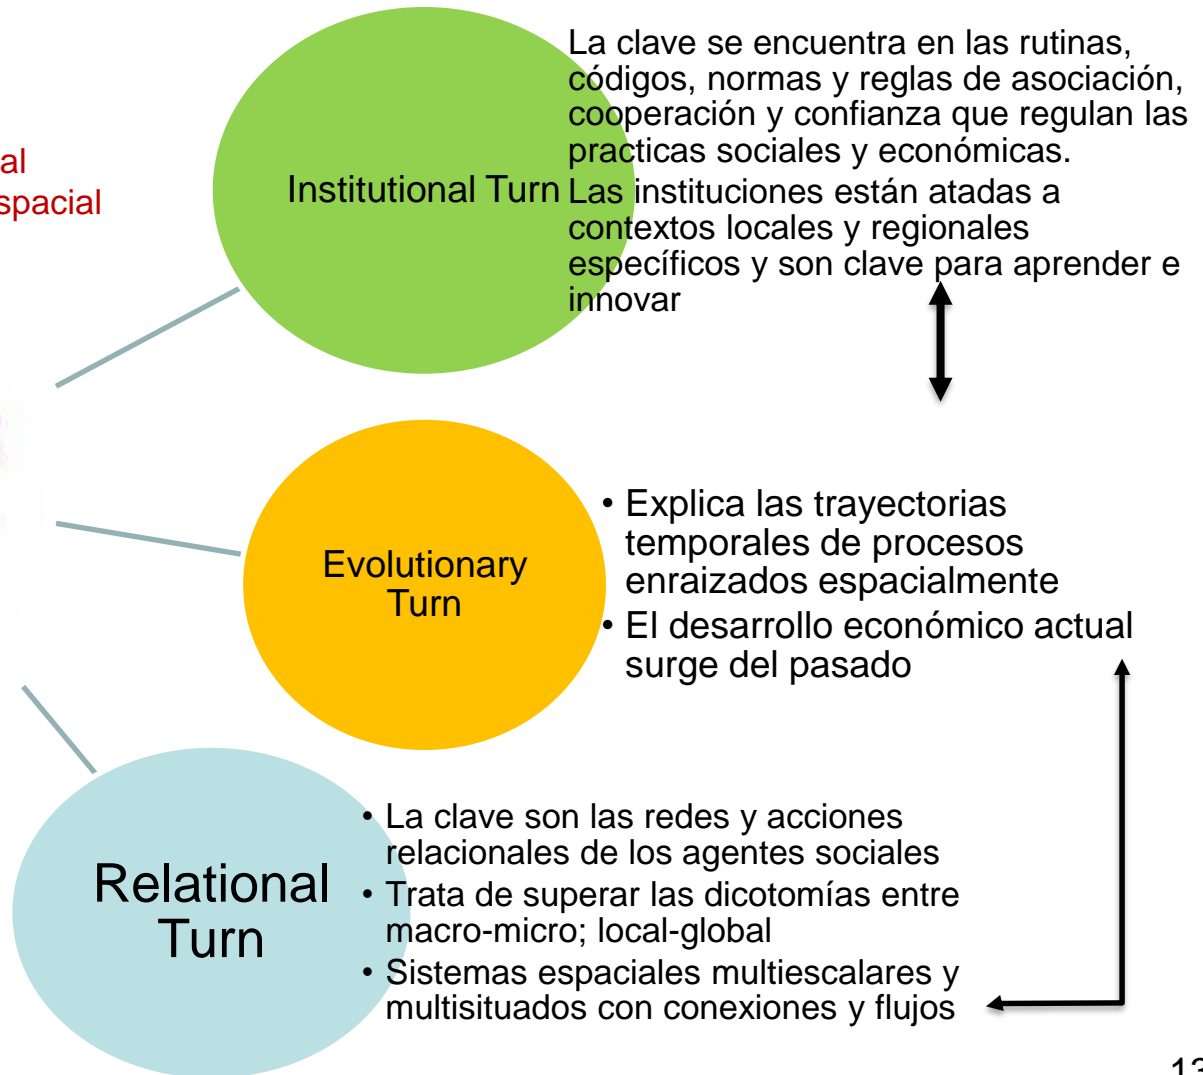 al
spacial
Institutional Turn
La clave se encuentra en las rutinas,
códigos, normas y reglas de asociación,
cooperación y confianza que regulan las
practicas sociales y económicas.
Las instituciones están atadas a
contextos locales y regionales
específicos y son clave para aprender e
innovar
Evolutionary
Turn
• Explica las trayectorias
temporales de procesos
enraizados espacialmente
• El desarrollo económico actual
surge del pasado
Relational
Turn
• La clave son las redes y acciones
relacionales de los agentes sociales
• Trata de superar las dicotomías entre
macro-micro; local-global
• Sistemas espaciales multiescalares y
multisituados con conexiones y flujos